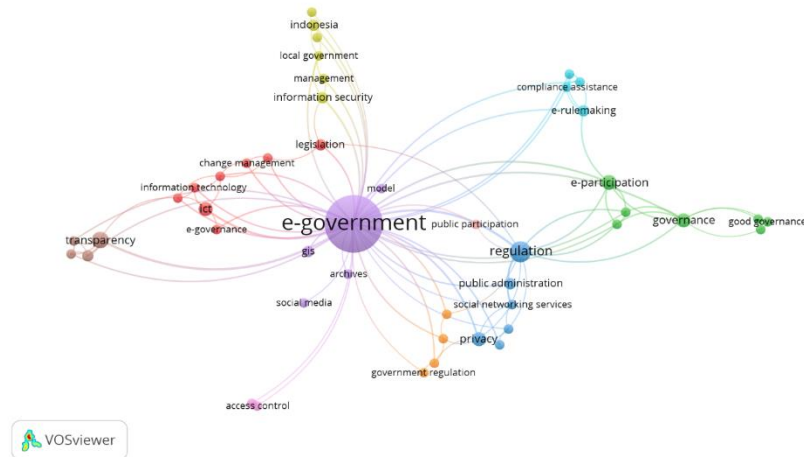 indonesia
local government
management
information security
compliance assistance
e-rulemaking
legislation
change management
information technology
ict
e-governance
transparency
model
e-government
public participation
e-participation
governance
good governance
regulation
gis
archives
social media
public administration
social networking services
privacy
government regulation
access control
VOSviewer